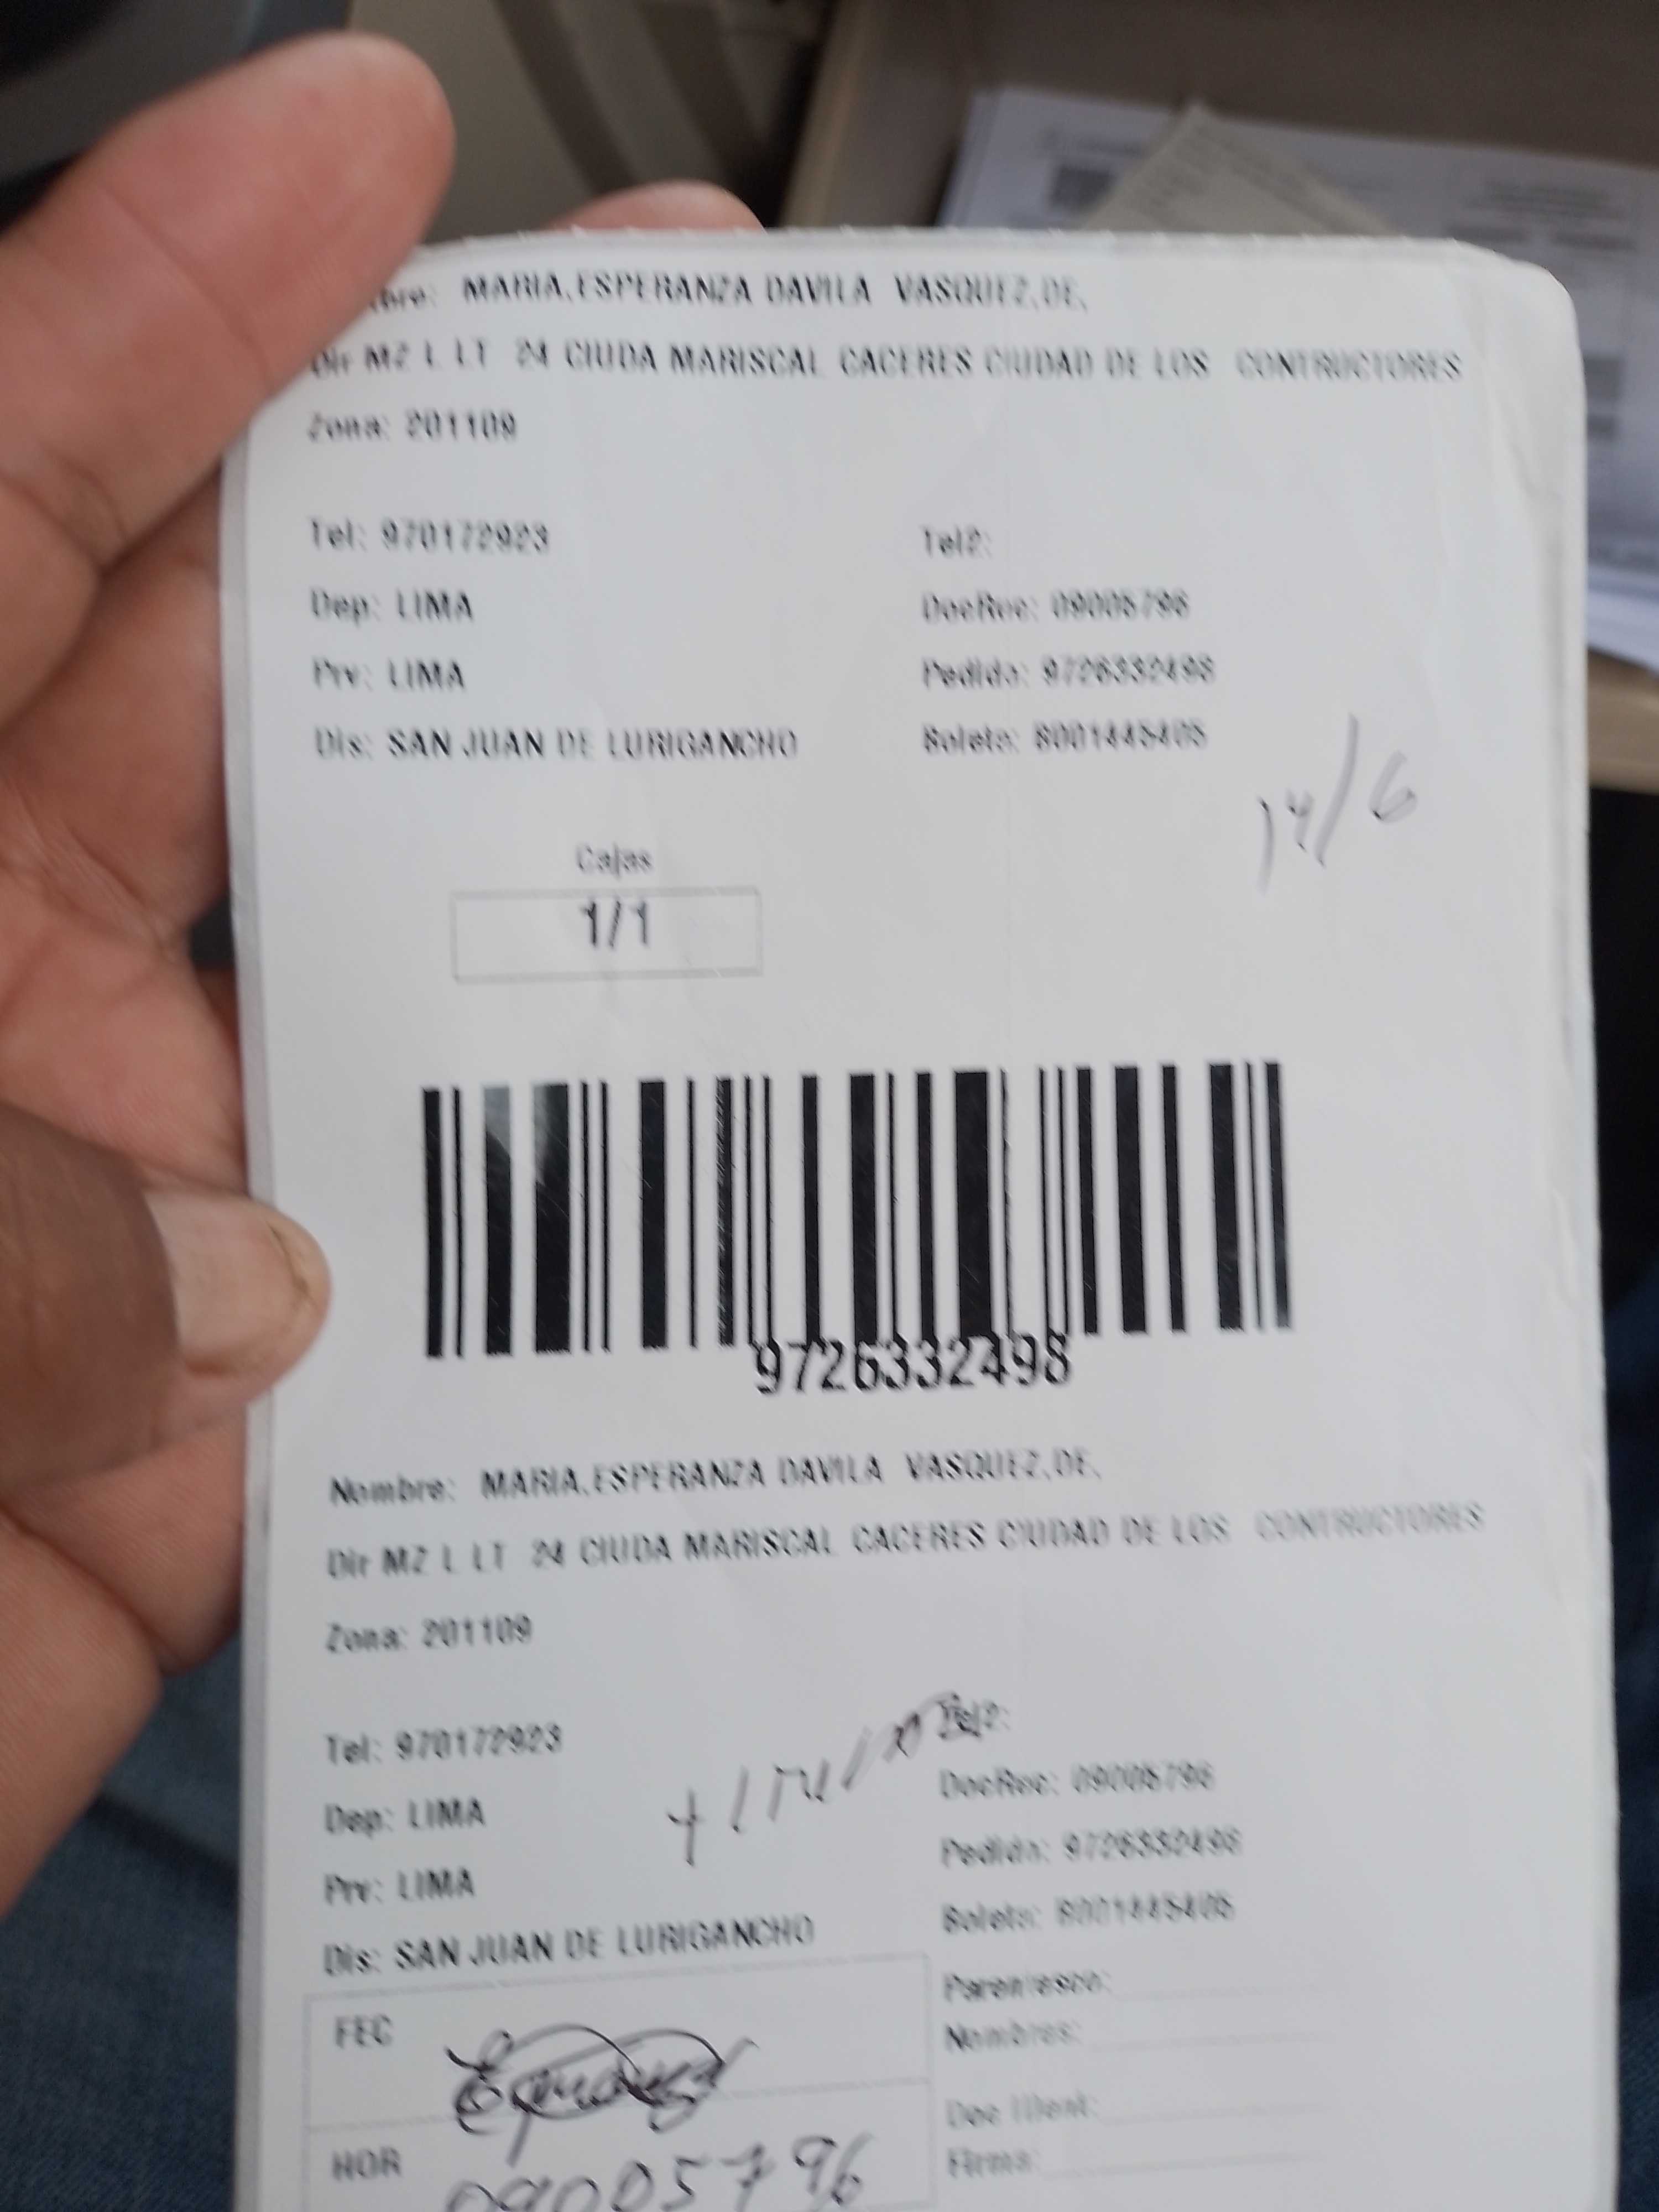 bre: MARIA,ESPERANZA DAVILA VASQUEZ,DE,
Dir MZ L LT 24 CIUDA MARISCAL CACERES CIUDAD DE LOS CONTRUCTORES
Zona: 201109
Tel: 970172923 Tel2:
Dep: LIMA DocRec: 09005796
Prv: LIMA Pedido: 9726332498
Dis: SAN JUAN DE LURIGANCHO Boleta: 8001445405
14/6
Cajas
1/1
9726332498
Nombre: MARIA,ESPERANZA DAVILA VASQUEZ,DE,
Dir MZ L LT 24 CIUDA MARISCAL CACERES CIUDAD DE LOS CONTRUCTORES
Zona: 201109
Tel: 970172923 Tel2:
Dep: LIMA DocRec: 09005796
Prv: LIMA Pedido: 9726332498
Dis: SAN JUAN DE LURIGANCHO Boleta: 8001445405
Parentesco:
FEC Nombres:
Doc Ident:
HOR Firma:
09005796